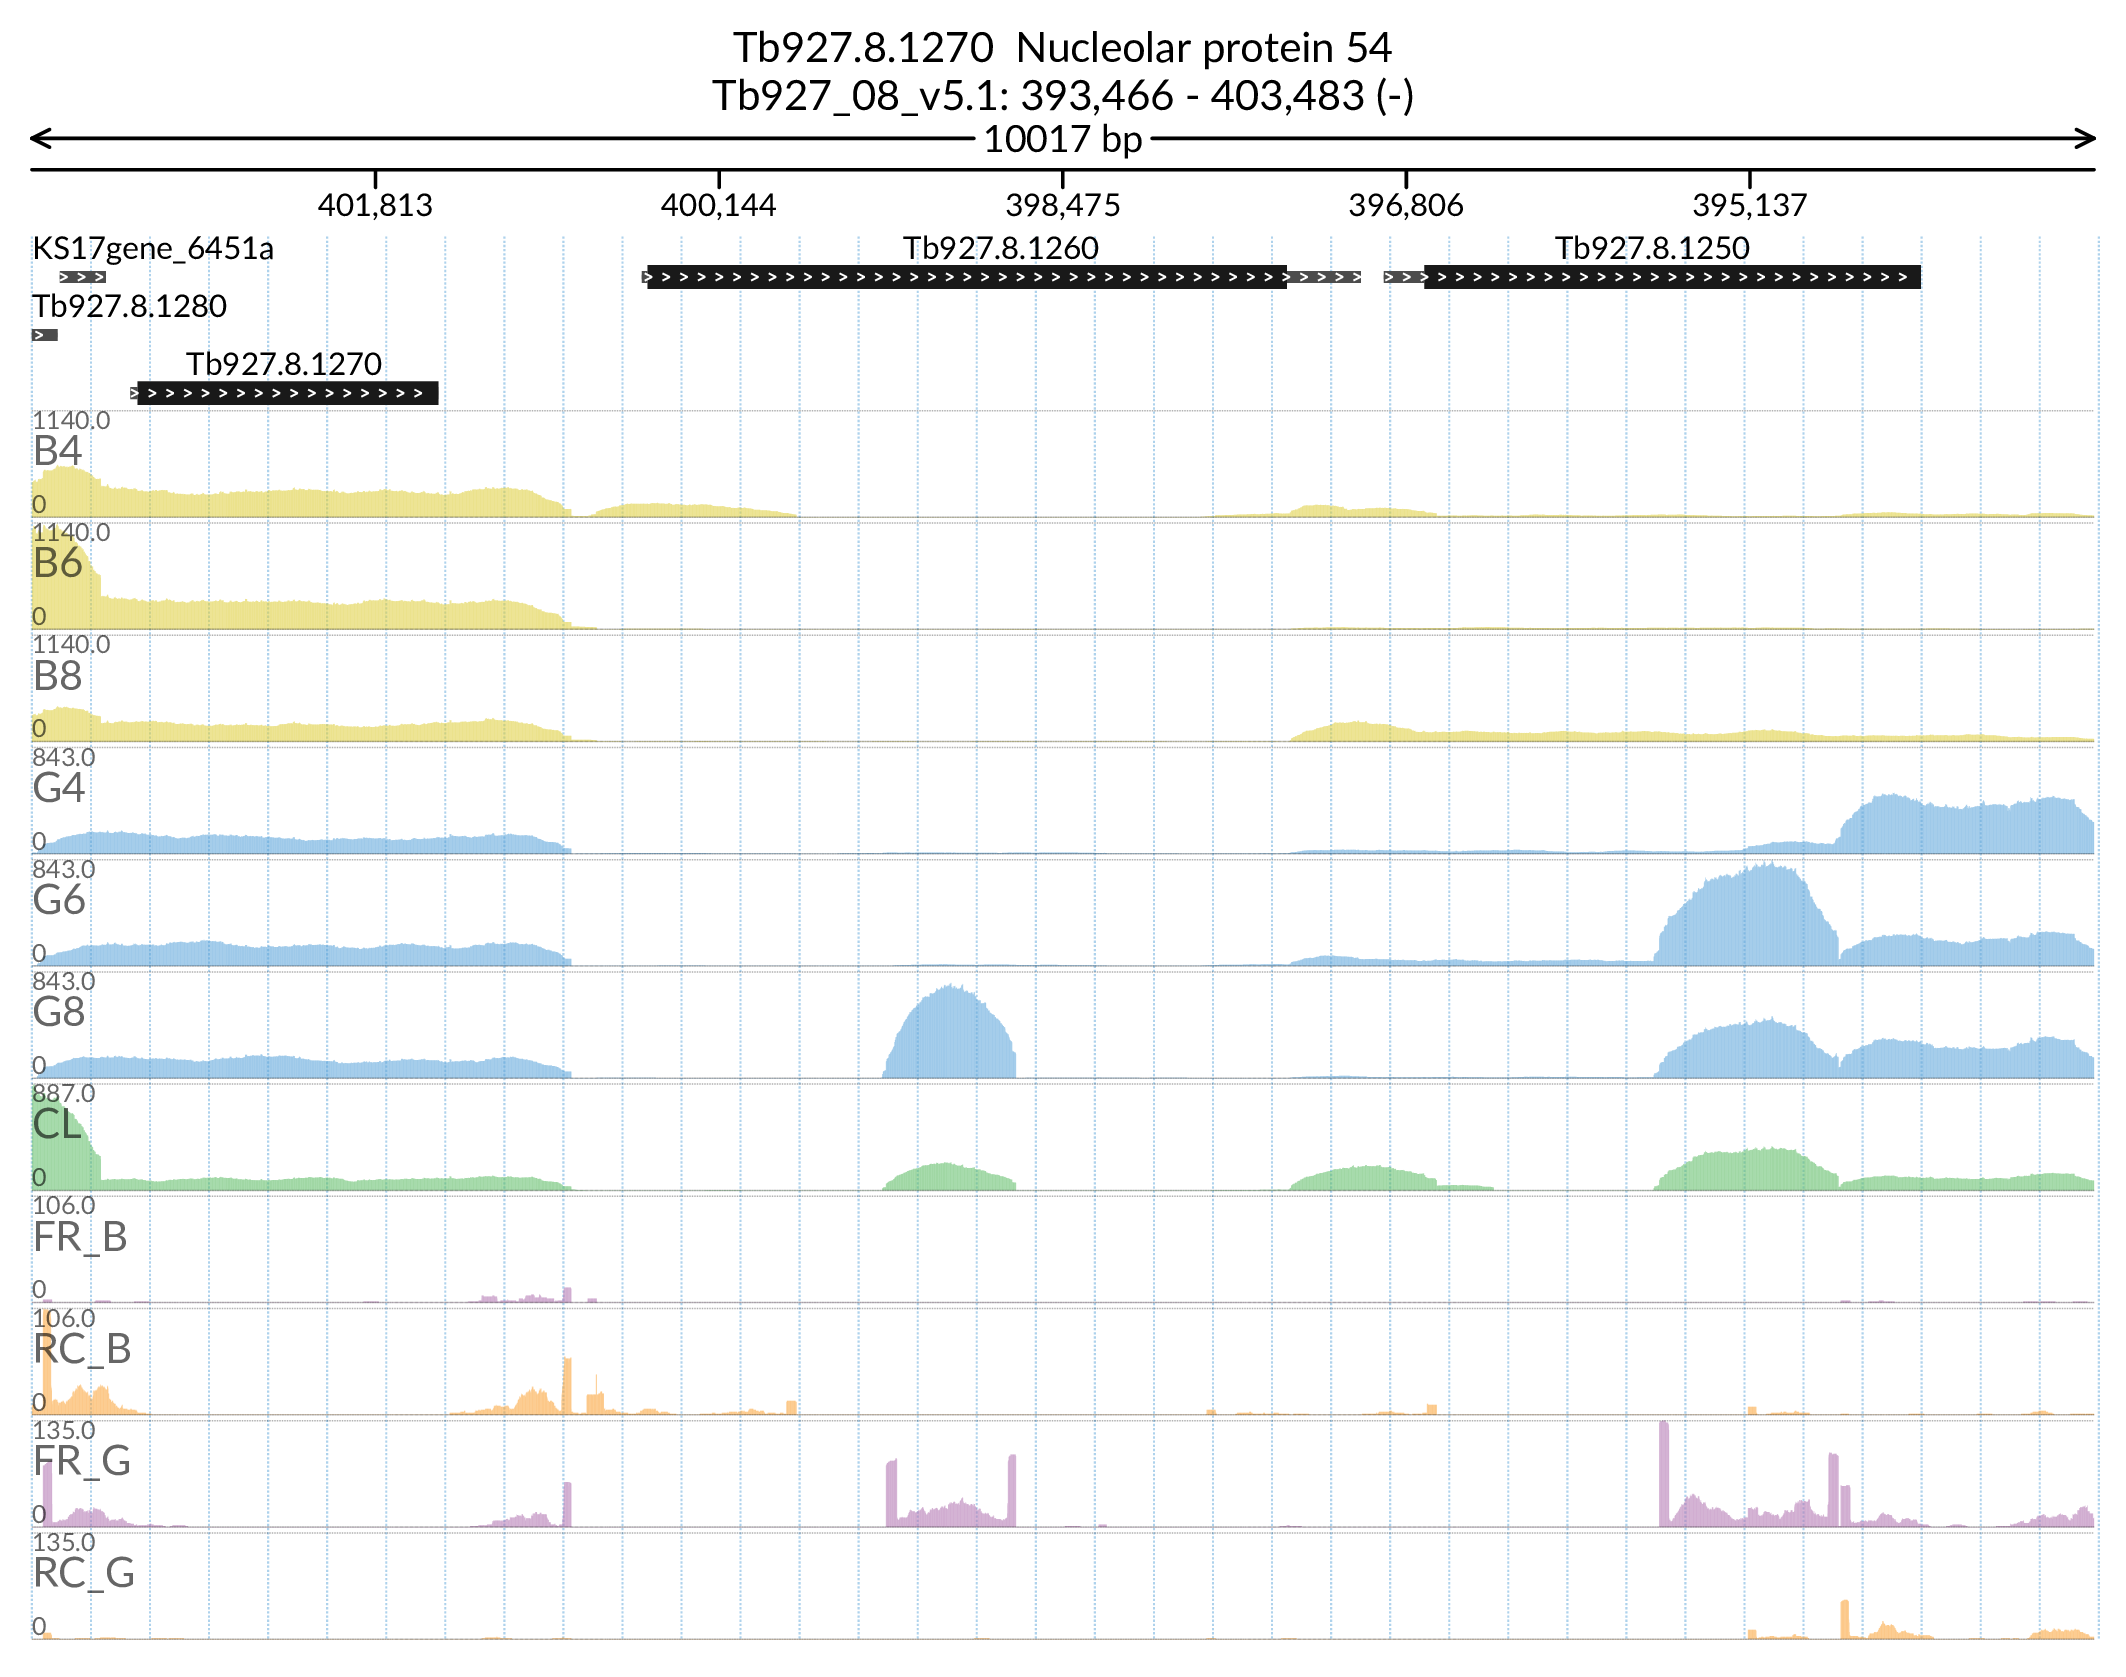 Tb927.8.1270  Nucleolar protein 54
Tb927_08_v5.1: 393,466 - 403,483 (-)
10017 bp
401,813 400,144 398,475 396,806 395,137
KS17gene_6451a Tb927.8.1260 Tb927.8.1250
Tb927.8.1280
Tb927.8.1270
1140.0
B4
0
1140.0
B6
0
1140.0
B8
0
843.0
G4
0
843.0
G6
0
843.0
G8
0
887.0
CL
0
106.0
FR_B
0
106.0
RC_B
0
135.0
FR_G
0
135.0
RC_G
0